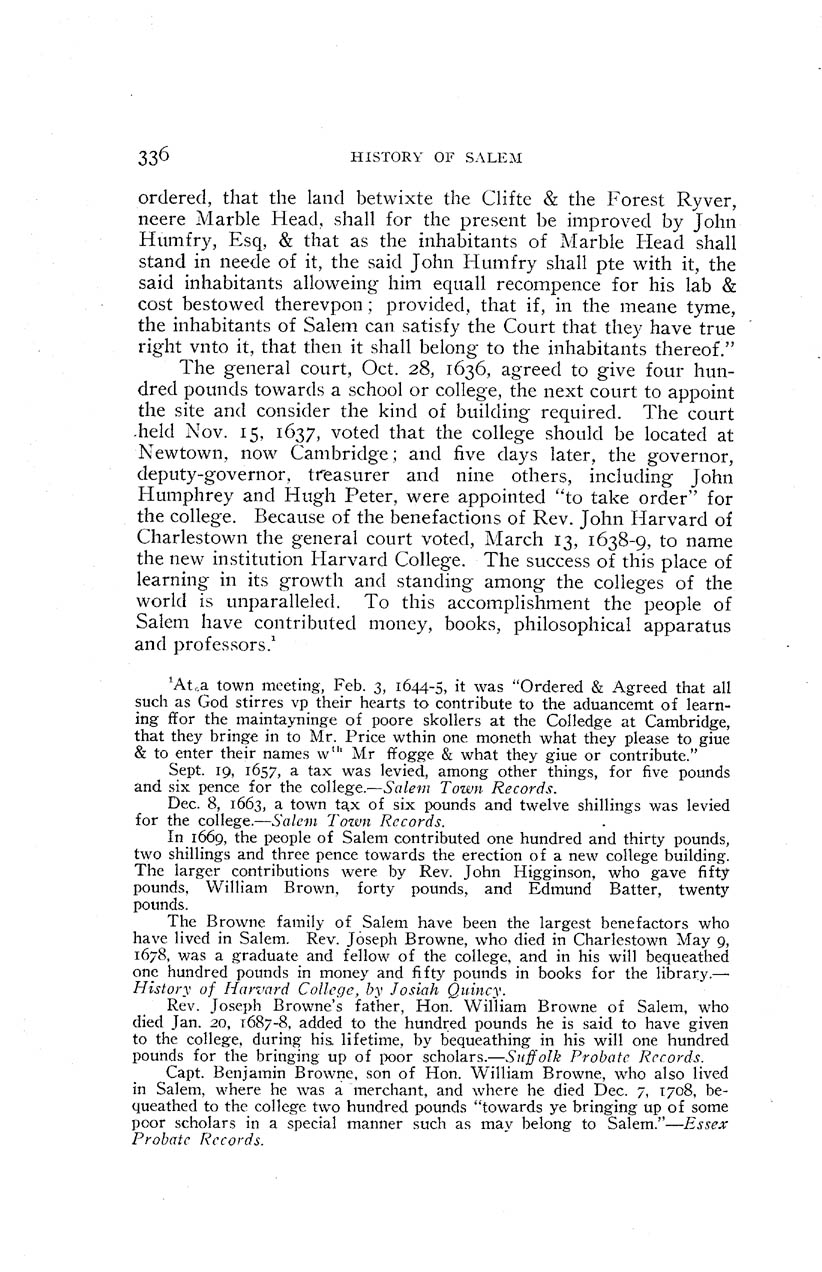 336 HISTORY OF SALEM
ordered, that the land betwixte the Clifte & the Forest Ryver,
neere Marble Head, shall for the present be improved by John
Humfry, Esq, & that as the inhabitants of Marble Head shall
stand in neede of it, the said John Humfry shall pte with it, the
said inhabitants alloweing him equall recompence for his lab &
cost bestowed therevpon; provided, that if, in the meane tyme,
the inhabitants of Salem can satisfy the Court that they have true
right vnto it, that then it shall belong to the inhabitants thereof."
The general court, Oct. 28, 1636, agreed to give four hun-
dred pounds towards a school or college, the next court to appoint
the site and consider the kind of building required. The court
held Nov. 15, 1637, voted that the college should be located at
Newtown, now Cambridge; and five days later, the governor,
deputy-governor, treasurer and nine others, including John
Humphrey and Hugh Peter, were appointed "to take order" for
the college. Because of the benefactions of Rev. John Harvard of
Charlestown the general court voted, March 13, 1638-9, to name
the new institution Harvard College. The success of this place of
learning in its growth and standing among the colleges of the
world is unparalleled. To this accomplishment the people of
Salem have contributed money, books, philosophical apparatus
and professors.¹
¹At a town meeting, Feb. 3, 1644-5, it was "Ordered & Agreed that all
such as God stirres vp their hearts to contribute to the aduancemt of learn-
ing ffor the maintayninge of poore skollers at the Colledge at Cambridge,
that they bringe in to Mr. Price wthin one moneth what they please to giue
& to enter their names wᵗʰ Mr ffogge & what they giue or contribute."
Sept. 19, 1657, a tax was levied, among other things, for five pounds
and six pence for the college.—Salem Town Records.
Dec. 8, 1663, a town tax of six pounds and twelve shillings was levied
for the college.—Salem Town Records.
In 1669, the people of Salem contributed one hundred and thirty pounds,
two shillings and three pence towards the erection of a new college building.
The larger contributions were by Rev. John Higginson, who gave fifty
pounds, William Brown, forty pounds, and Edmund Batter, twenty
pounds.
The Browne family of Salem have been the largest benefactors who
have lived in Salem. Rev. Joseph Browne, who died in Charlestown May 9,
1678, was a graduate and fellow of the college, and in his will bequeathed
one hundred pounds in money and fifty pounds in books for the library.—
History of Harvard College, by Josiah Quincy.
Rev. Joseph Browne's father, Hon. William Browne of Salem, who
died Jan. 20, 1687-8, added to the hundred pounds he is said to have given
to the college, during his lifetime, by bequeathing in his will one hundred
pounds for the bringing up of poor scholars.—Suffolk Probate Records.
Capt. Benjamin Browne, son of Hon. William Browne, who also lived
in Salem, where he was a merchant, and where he died Dec. 7, 1708, be-
queathed to the college two hundred pounds "towards ye bringing up of some
poor scholars in a special manner such as may belong to Salem."—Essex
Probate Records.